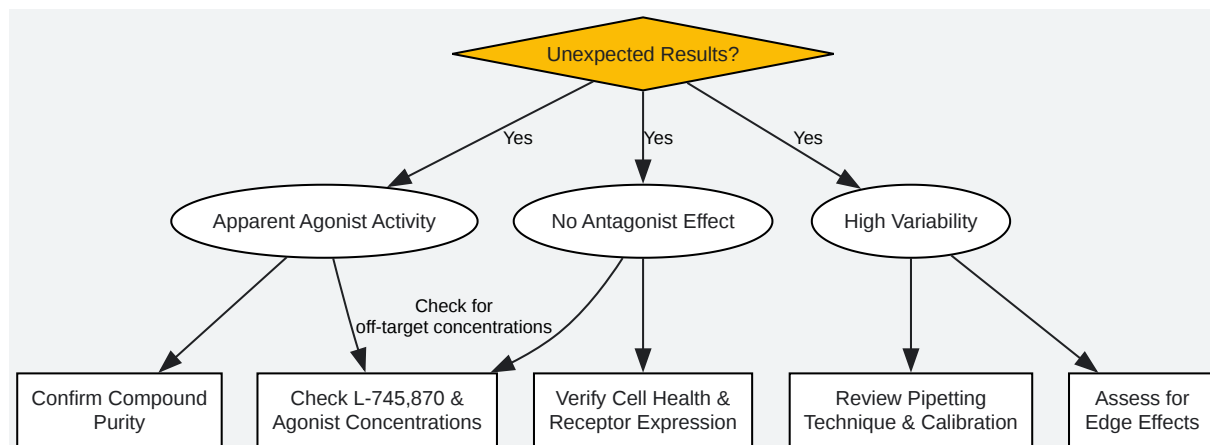 Unexpected Results?
Yes
Yes
Yes
Apparent Agonist Activity
No Antagonist Effect
High Variability
Check for
off-target concentrations
Confirm Compound
Purity
Check L-745,870 &
Agonist Concentrations
Verify Cell Health &
Receptor Expression
Review Pipetting
Technique & Calibration
Assess for
Edge Effects